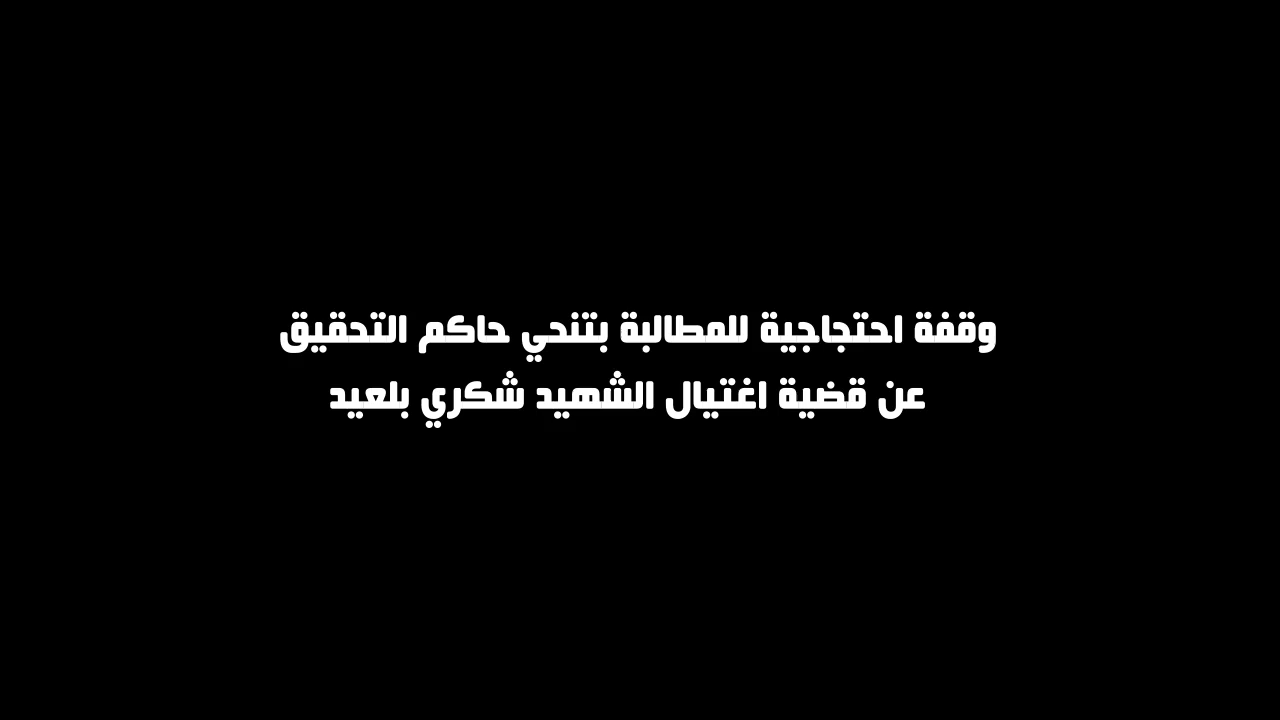 وقفة احتجاجية للمطالبة بتنحي حاكم التحقيق
عن قضية اغتيال الشهيد شكري بلعيد